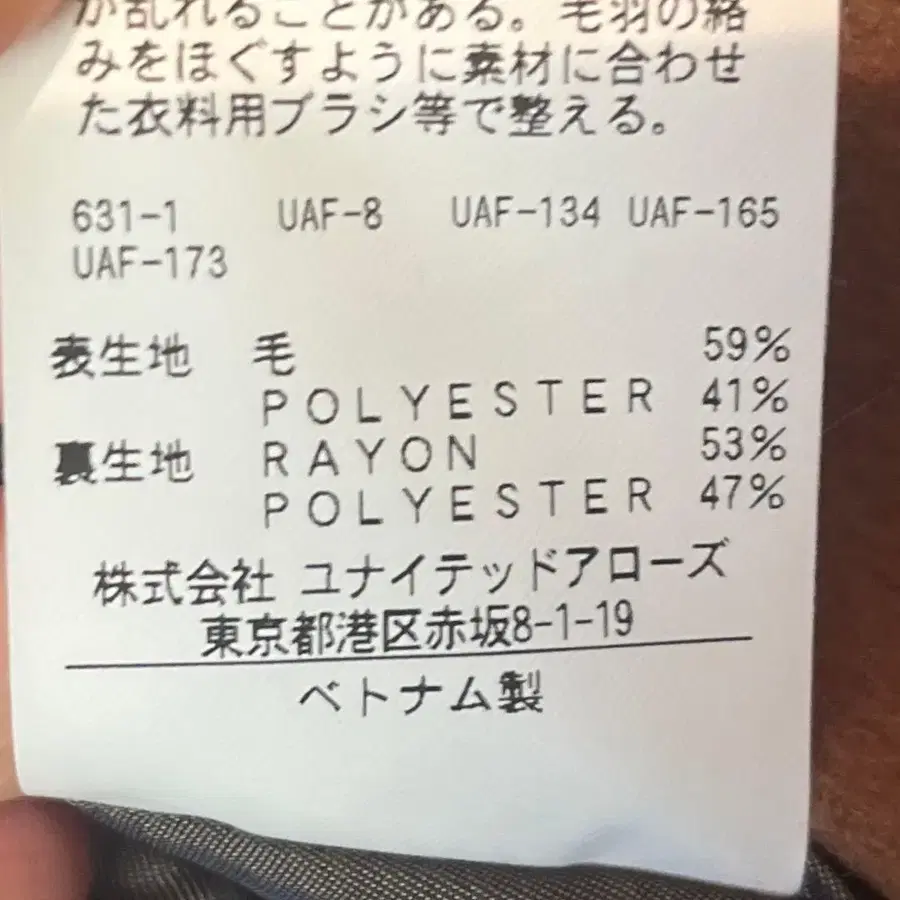 が乱れることがある。毛羽の絡
みをほぐすように素材に合わせ
た衣料用ブラシ等で整える。
631-1 UAF-8 UAF-134 UAF-165
UAF-173
表生地 毛 59%
POLYESTER 41%
裏生地 RAYON 53%
POLYESTER 47%
株式会社 ユナイテッドアローズ
東京都港区赤坂8-1-19
ベトナム製